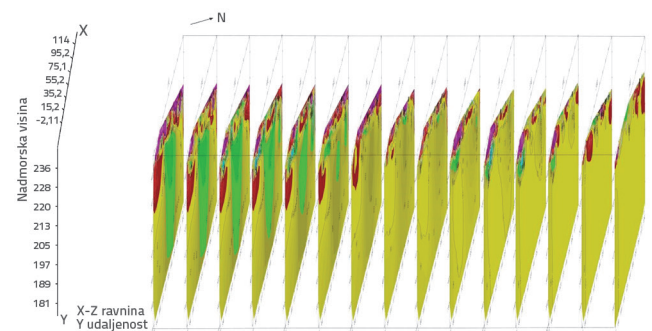 N
X
114
95,2
75,1
55,2
35,2
15,2
-2,11
Nadmorska visina
236
228
220
213
205
197
189
181
Y
X-Z ravnina
Y udaljenost